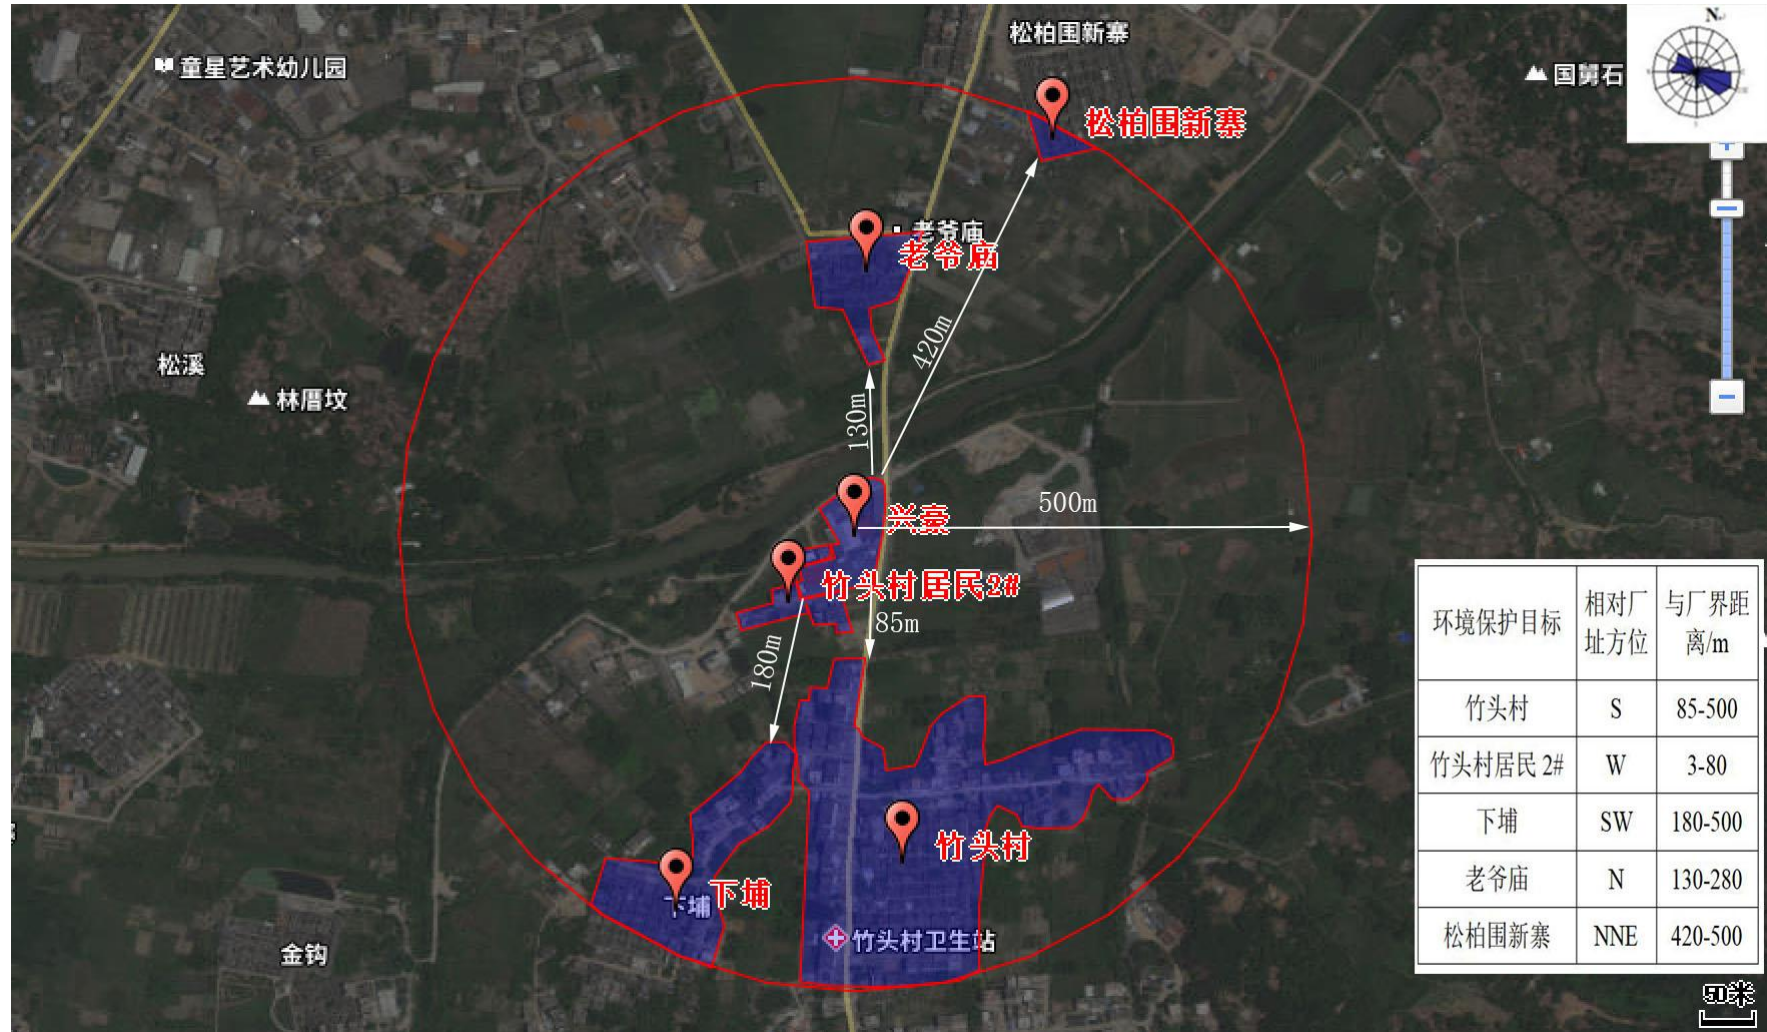 松柏围新寨
N
童星艺术幼儿园
国舅石
松柏围新寨
老爷庙
老爷庙
420m
松溪
林厝坟
130m
兴豪
500m
竹头村居民2#
85m
180m
环境保护目标 相对厂址方位 与厂界距离/m
竹头村 S 85-500
竹头村居民2# W 3-80
下埔 SW 180-500
老爷庙 N 130-280
松柏围新寨 NNE 420-500
竹头村
下埔
下埔
竹头村卫生站
金钩
50米